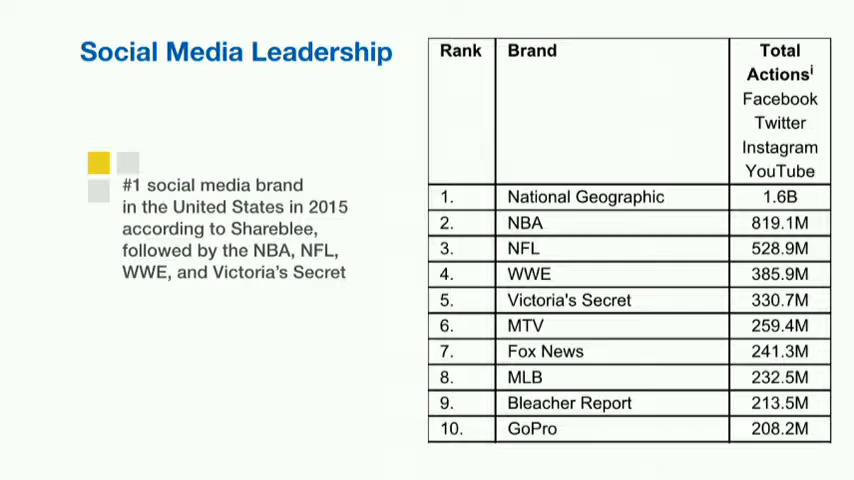 Social Media Leadership
#1 social media brand
in the United States in 2015
according to Shareblee,
followed by the NBA, NFL,
WWE, and Victoria's Secret
Rank Brand Total
Actionsⁱ
Facebook
Twitter
Instagram
YouTube
1. National Geographic 1.6B
2. NBA 819.1M
3. NFL 528.9M
4. WWE 385.9M
5. Victoria's Secret 330.7M
6. MTV 259.4M
7. Fox News 241.3M
8. MLB 232.5M
9. Bleacher Report 213.5M
10. GoPro 208.2M